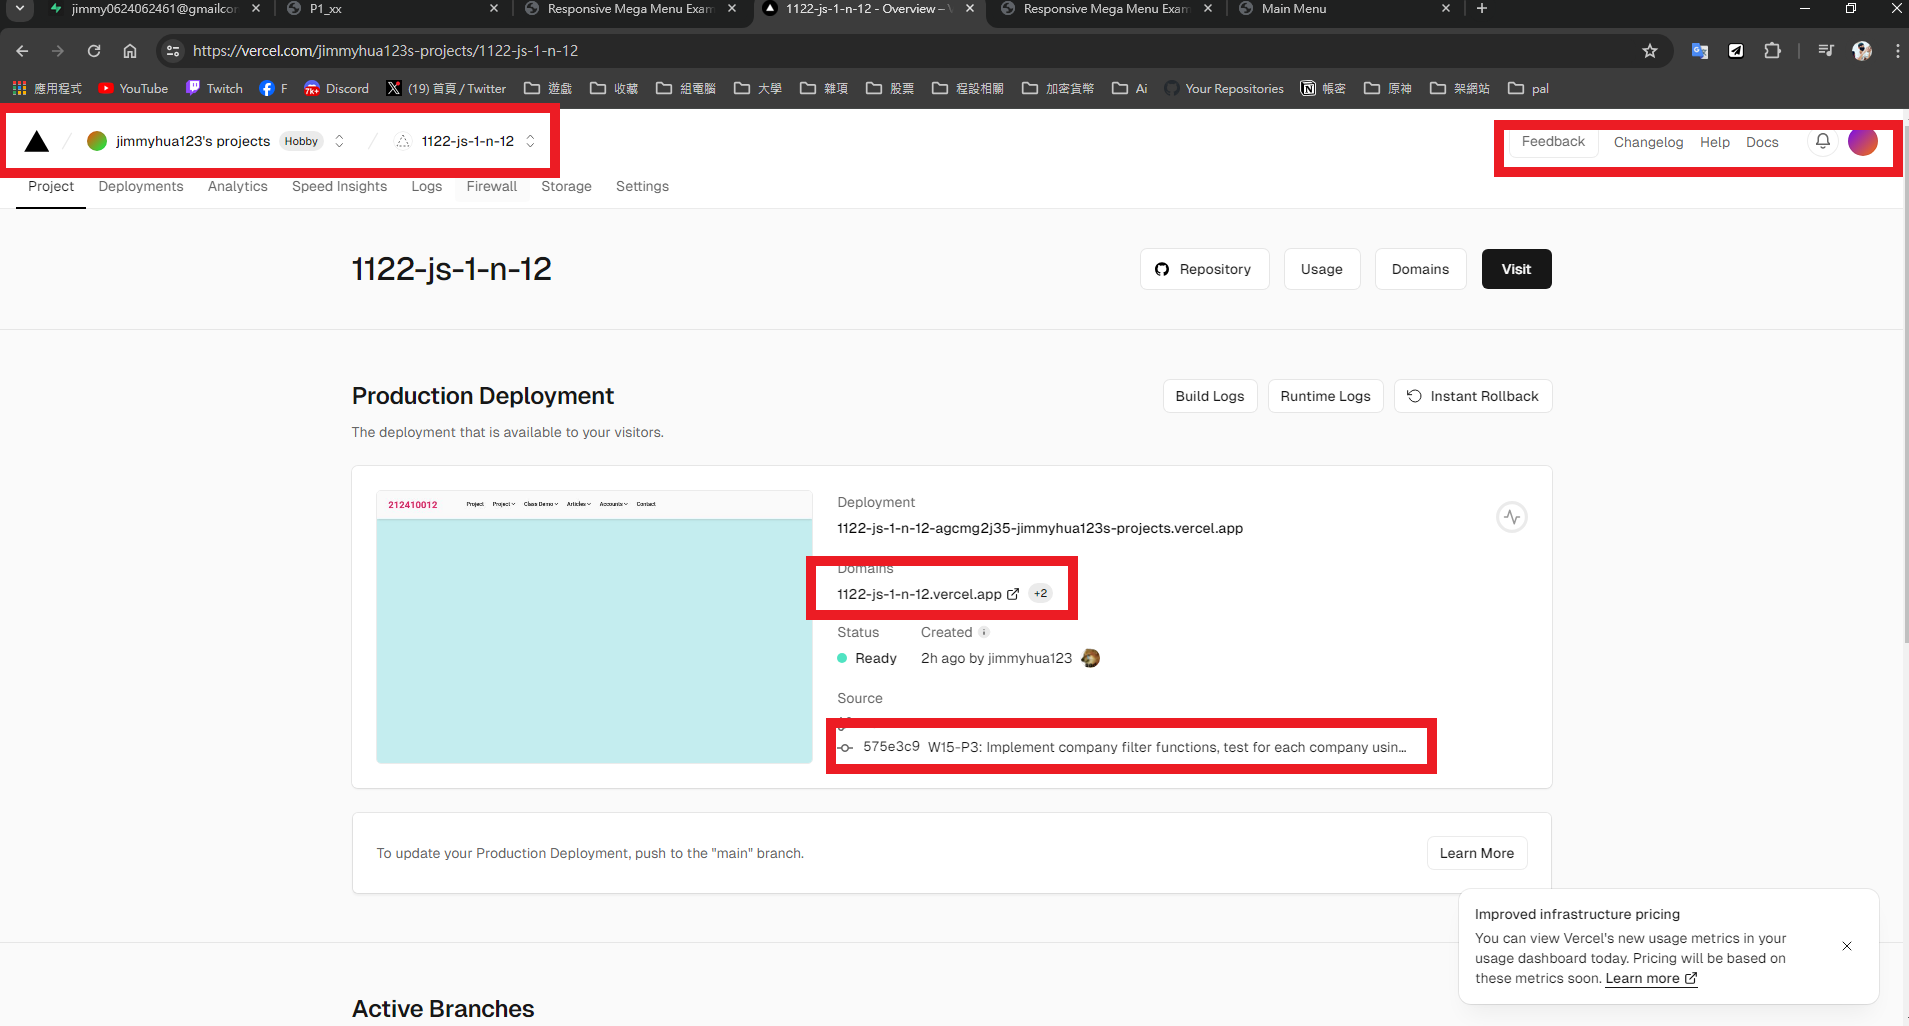 jimmy0624062461@gmailcor
P1_xx
Responsive Mega Menu Exam
1122-js-1-n-12 - Overview – V
Responsive Mega Menu Exam
Main Menu
https://vercel.com/jimmyhua123s-projects/1122-js-1-n-12
應用程式 YouTube Twitch F Discord (19) 首頁 / Twitter 遊戲 收藏 組電腦 大學 雜項 股票 程設相關 加密貨幣 Ai Your Repositories 帳密 原神 架網站 pal
jimmyhua123's projects Hobby 1122-js-1-n-12
Feedback Changelog Help Docs
Project Deployments Analytics Speed Insights Logs Firewall Storage Settings
1122-js-1-n-12
Repository Usage Domains Visit
Production Deployment
Build Logs Runtime Logs Instant Rollback
The deployment that is available to your visitors.
212410012 Project Project Class Demo Articles Accounts Contact
Deployment
1122-js-1-n-12-agcmg2j35-jimmyhua123s-projects.vercel.app
Domains
1122-js-1-n-12.vercel.app +2
Status Created
Ready 2h ago by jimmyhua123
Source
575e3c9 W15-P3: Implement company filter functions, test for each company usin...
To update your Production Deployment, push to the "main" branch.
Learn More
Improved infrastructure pricing
You can view Vercel's new usage metrics in your
usage dashboard today. Pricing will be based on
these metrics soon. Learn more
Active Branches